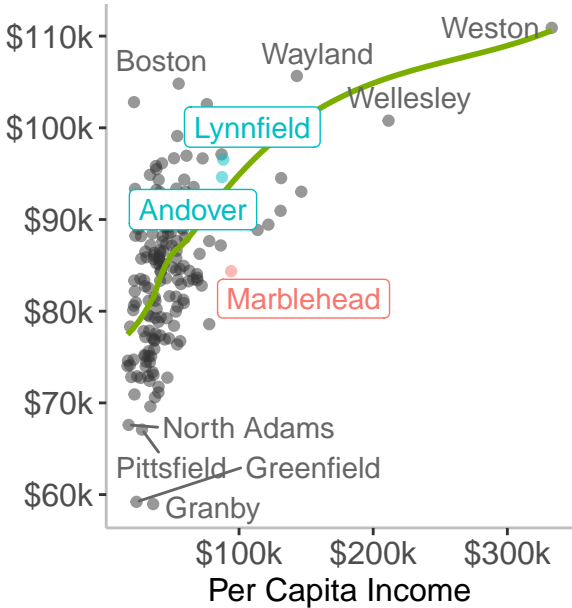 $110k
Weston
Boston
Wayland
$100k
Wellesley
Lynnfield
$90k
Andover
$80k
Marblehead
$70k
North Adams
Pittsfield
Greenfield
$60k
Granby
$100k
$200k
$300k
Per Capita Income